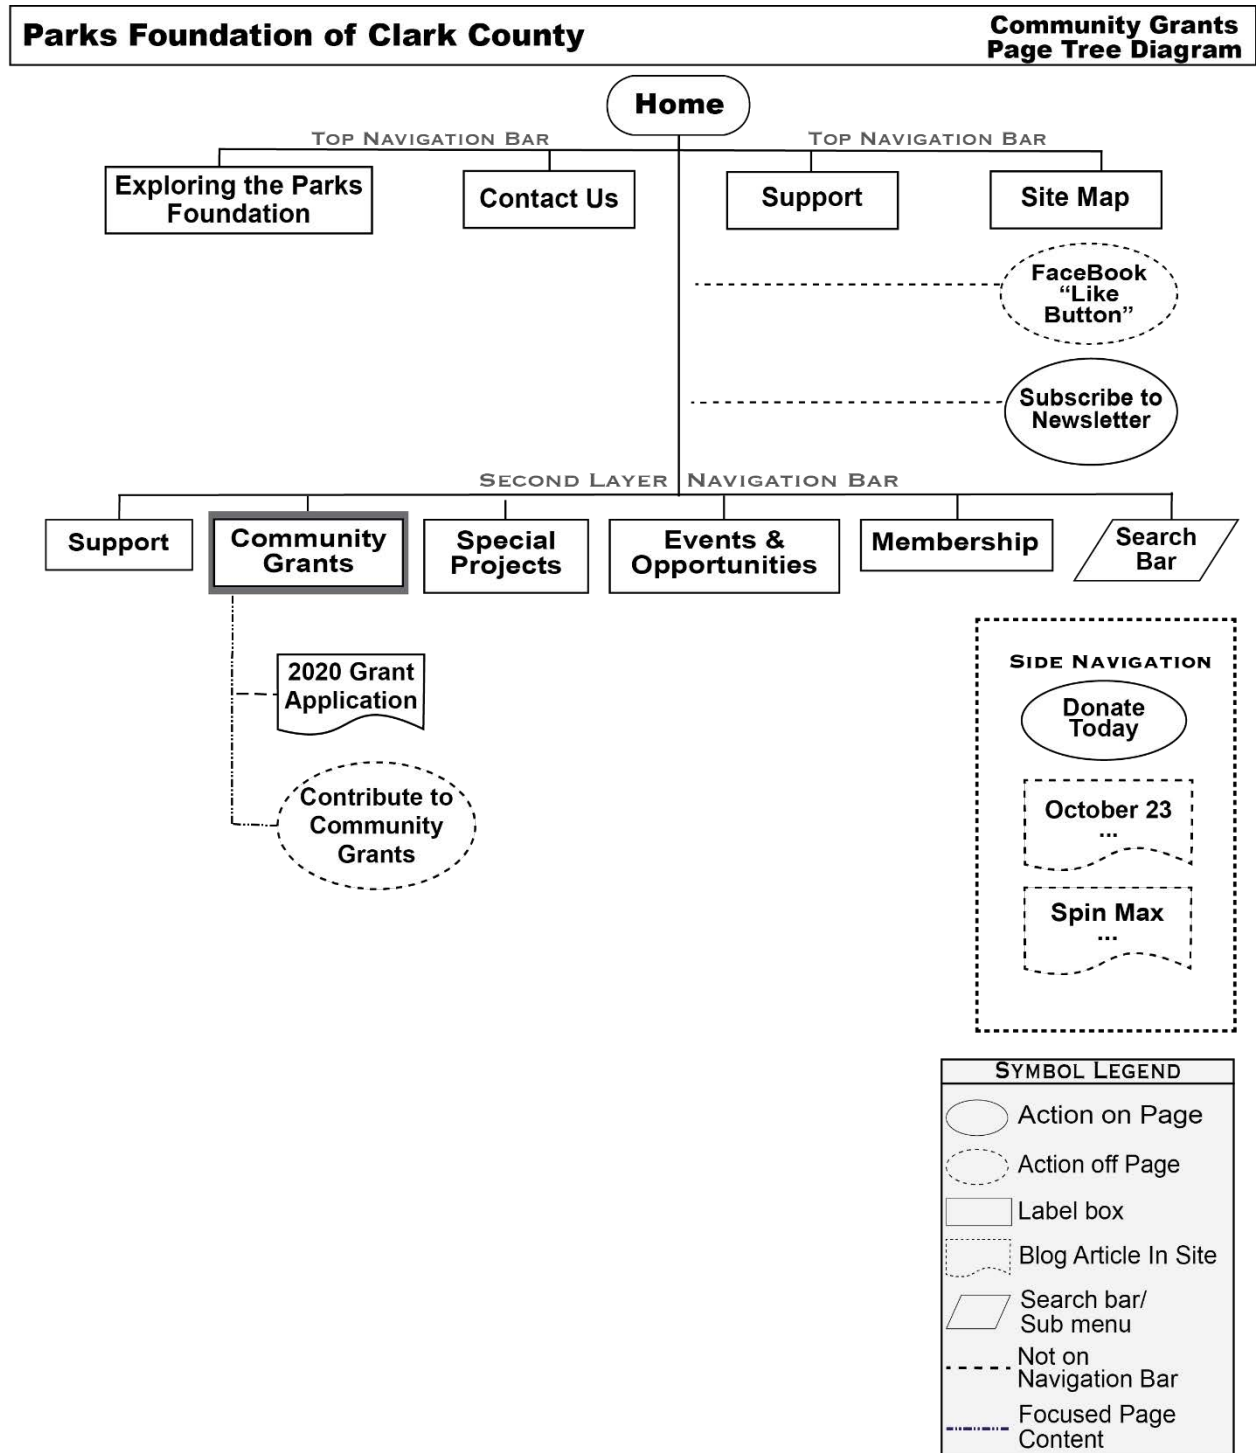 Parks Foundation of Clark County
Community Grants
Page Tree Diagram
Home
TOP NAVIGATION BAR
TOP NAVIGATION BAR
Exploring the Parks
Foundation
Contact Us
Support
Site Map
FaceBook
“Like
Button”
Subscribe to
Newsletter
SECOND LAYER NAVIGATION BAR
Support
Community
Grants
Special
Projects
Events &
Opportunities
Membership
Search
Bar
2020 Grant
Application
Contribute to
Community
Grants
SIDE NAVIGATION
Donate
Today
October 23
...
Spin Max
...
SYMBOL LEGEND
Action on Page
Action off Page
Label box
Blog Article In Site
Search bar/
Sub menu
Not on
Navigation Bar
Focused Page
Content